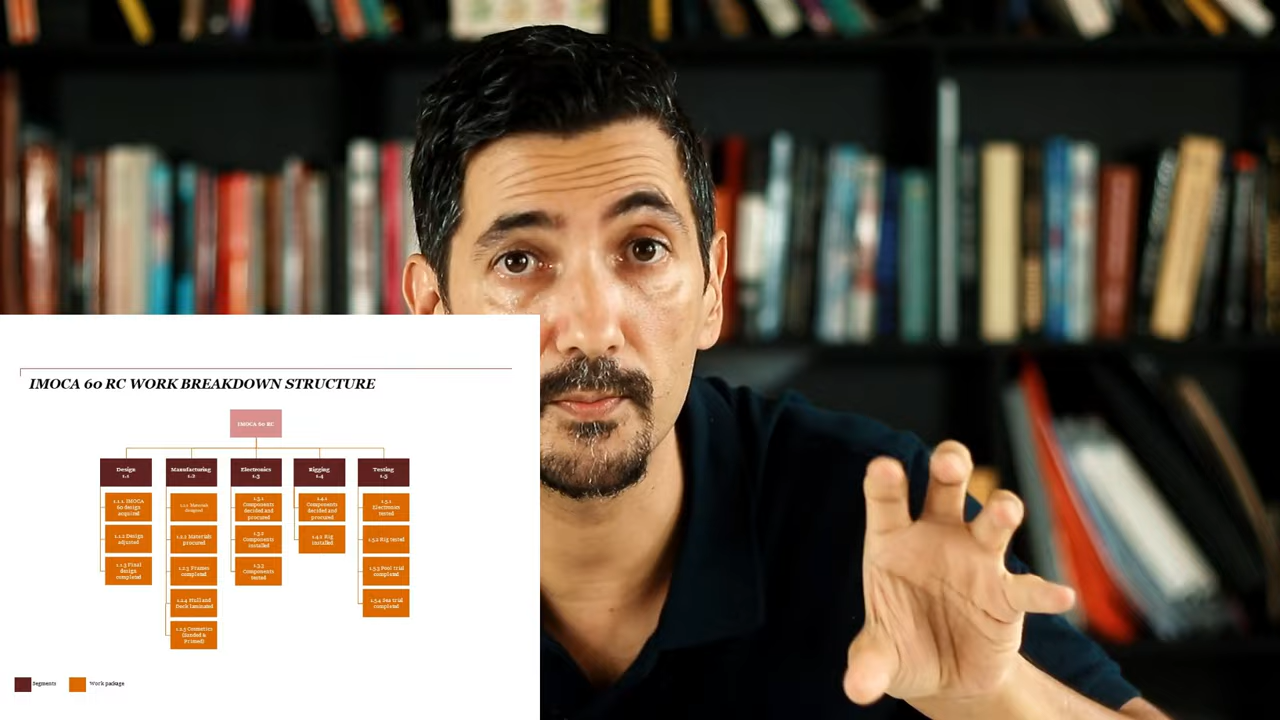 IMOCA 60 RC WORK BREAKDOWN STRUCTURE
IMOCA 60 RC
Design
1.1
Manufacturing
1.2
Electronics
1.3
Rigging
1.4
Testing
1.5
1.1.1 IMOCA
60 design
acquired
1.1.2 Design
adjusted
1.1.3 Final
design
completed
Materials
designed
1.2.2 Materials
procured
1.2.3 Frames
completed
1.2.4 Hull and
Deck laminated
1.2.5 Cosmetics
(Sanded &
Primed)
1.3.1
Components
decided and
procured
1.3.2
Components
installed
1.3.3
Components
tested
1.4.1
Components
decided and
procured
1.4.2 Rig
installed
1.5.1
Electronics
tested
1.5.2 Rig tested
1.5.3 Pool trial
completed
1.5.4 Sea trial
completed
Segments
Work package